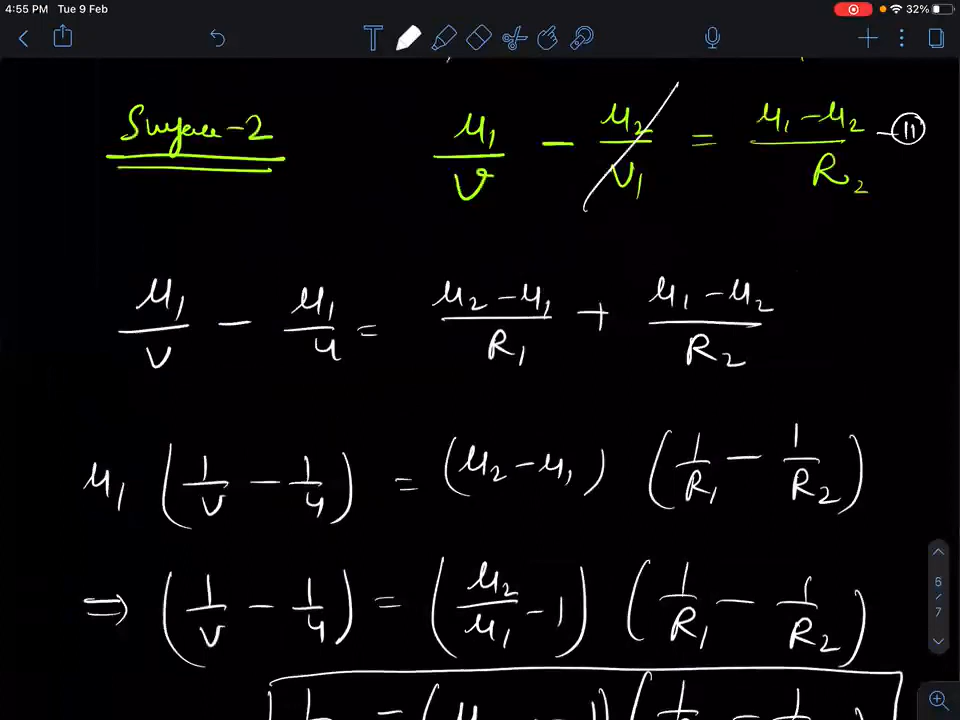 4:55 PM Tue 9 Feb 32%
Surface-2 μ₁/v - μ₂/v₁ = (μ₁-μ₂)/R₂ -⑪
μ₁/v - μ₁/u = (μ₂-μ₁)/R₁ + (μ₁-μ₂)/R₂
μ₁ (1/v - 1/u) = (μ₂-μ₁) (1/R₁ - 1/R₂)
⇒ (1/v - 1/u) = (μ₂/μ₁ - 1) (1/R₁ - 1/R₂)
6/7